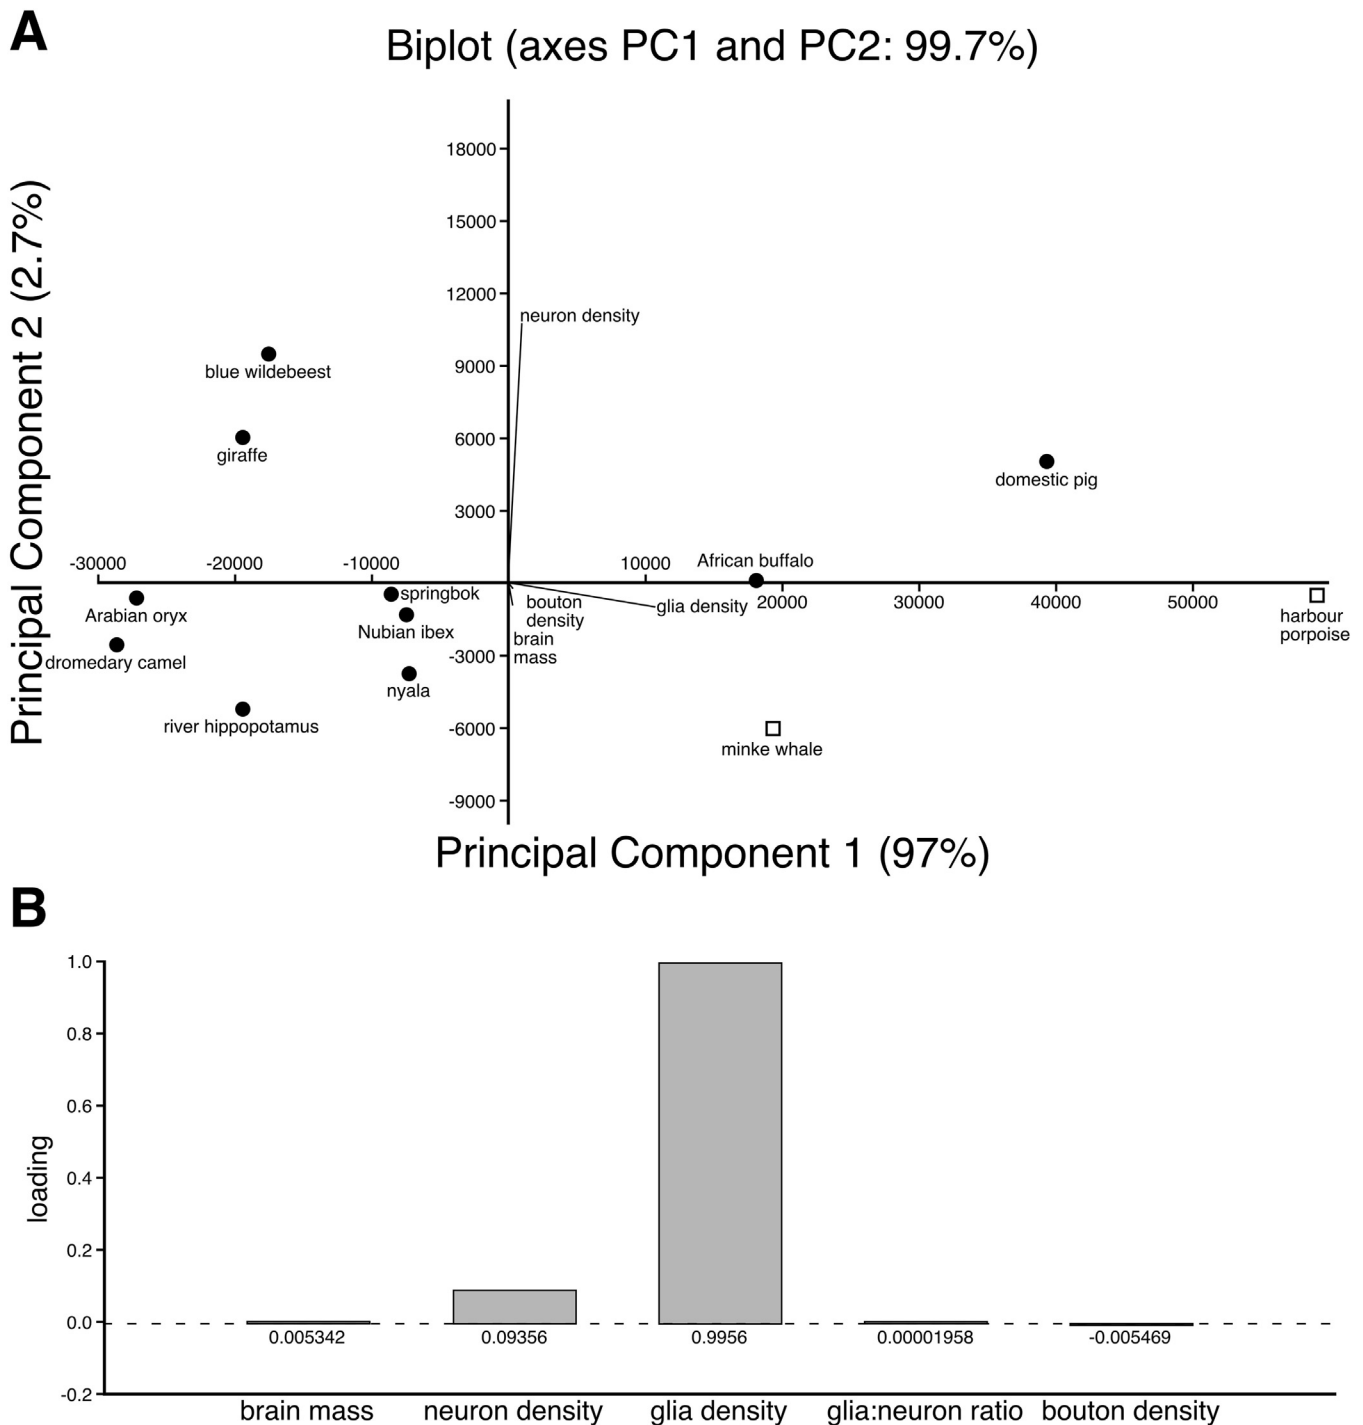 A
Biplot (axes PC1 and PC2: 99.7%)
Principal Component 2 (2.7%)
18000
15000
12000
neuron density
9000
blue wildebeest
6000
giraffe
domestic pig
3000
-30000 -20000 -10000 10000 African buffalo
springbok
Arabian oryx
bouton
density
glia density
20000 30000 40000 50000
harbour
porpoise
Nubian ibex
brain
mass
-3000
dromedary camel
nyala
river hippopotamus
-6000
minke whale
-9000
Principal Component 1 (97%)
B
loading
1.0
0.8
0.6
0.4
0.2
0.0
0.005342 0.09356 0.9956 0.00001958 -0.005469
-0.2
brain mass neuron density glia density glia:neuron ratio bouton density